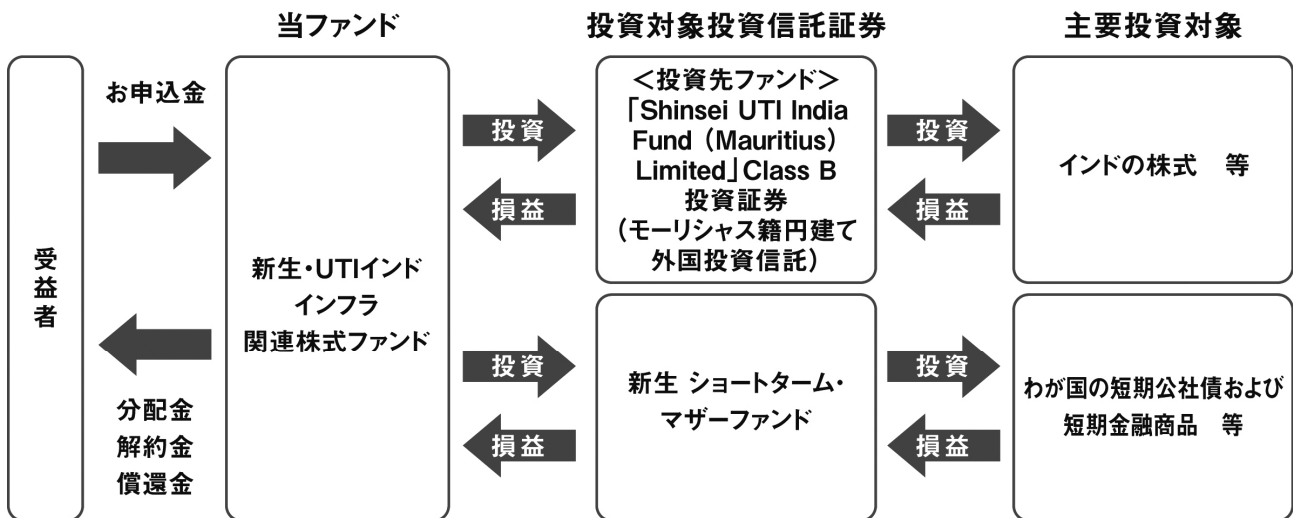 当ファンド
投資対象投資信託証券
主要投資対象
受益者
お申込金
分配金
解約金
償還金
新生・UTIインド
インフラ
関連株式ファンド
投資
損益
投資
損益
<投資先ファンド>
「Shinsei UTI India
Fund (Mauritius)
Limited」Class B
投資証券
(モーリシャス籍円建て
外国投資信託)
新生 ショートターム・
マザーファンド
投資
損益
投資
損益
インドの株式　等
わが国の短期公社債および
短期金融商品　等